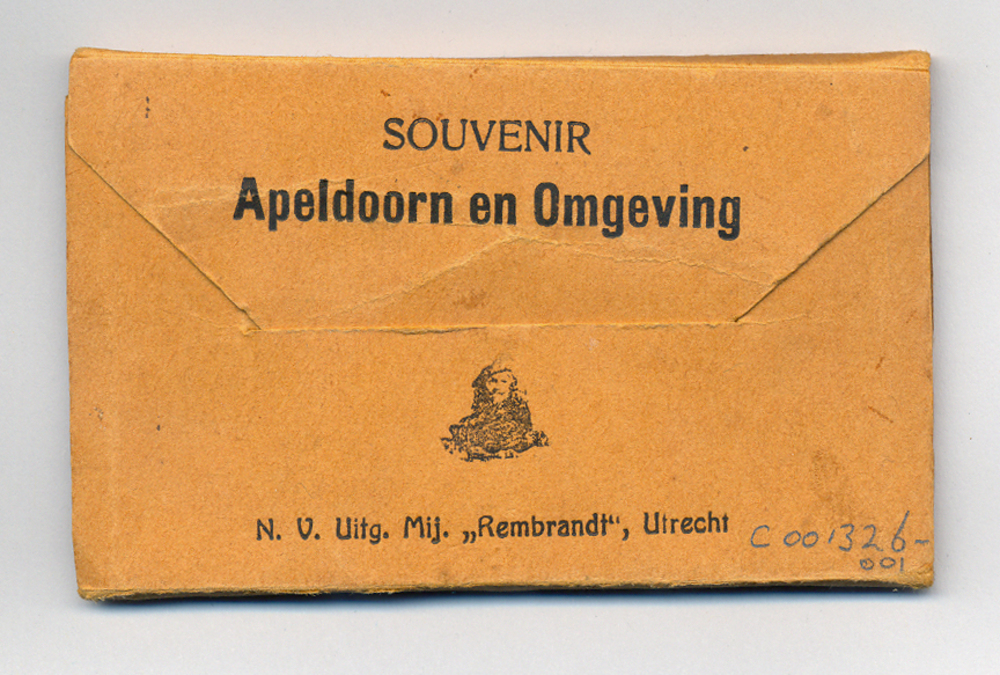 SOUVENIR
Apeldoorn en Omgeving
N. V. Uitg. Mij. „Rembrandt“, Utrecht
C 001326-
001